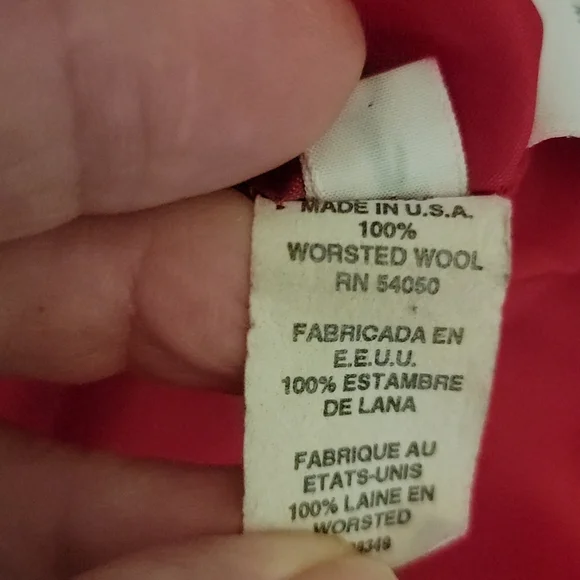 MADE IN U.S.A.
100%
WORSTED WOOL
RN 54050
FABRICADA EN
E.E.U.U.
100% ESTAMBRE
DE LANA
FABRIQUE AU
ETATS-UNIS
100% LAINE EN
WORSTED